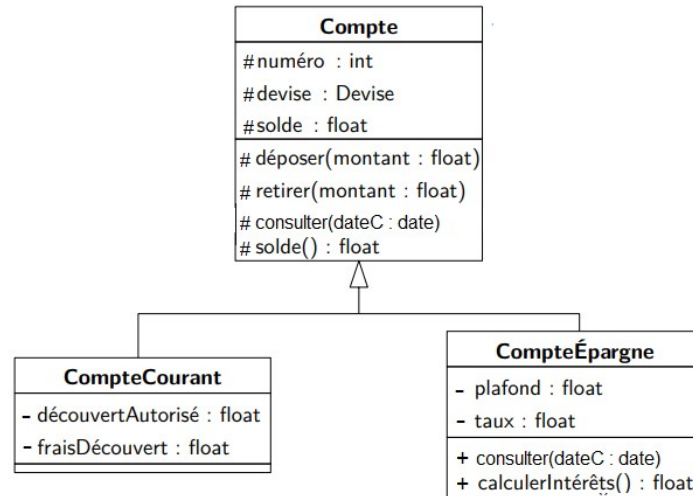 Compte
#numéro : int
#devise : Devise
#solde : float
# déposer(montant : float)
# retirer(montant : float)
# consulter(dateC : date)
# solde() : float
CompteCourant
- découvertAutorisé : float
- fraisDécouvert : float
CompteÉpargne
- plafond : float
- taux : float
+ consulter(dateC : date)
+ calculerIntérêts() : float